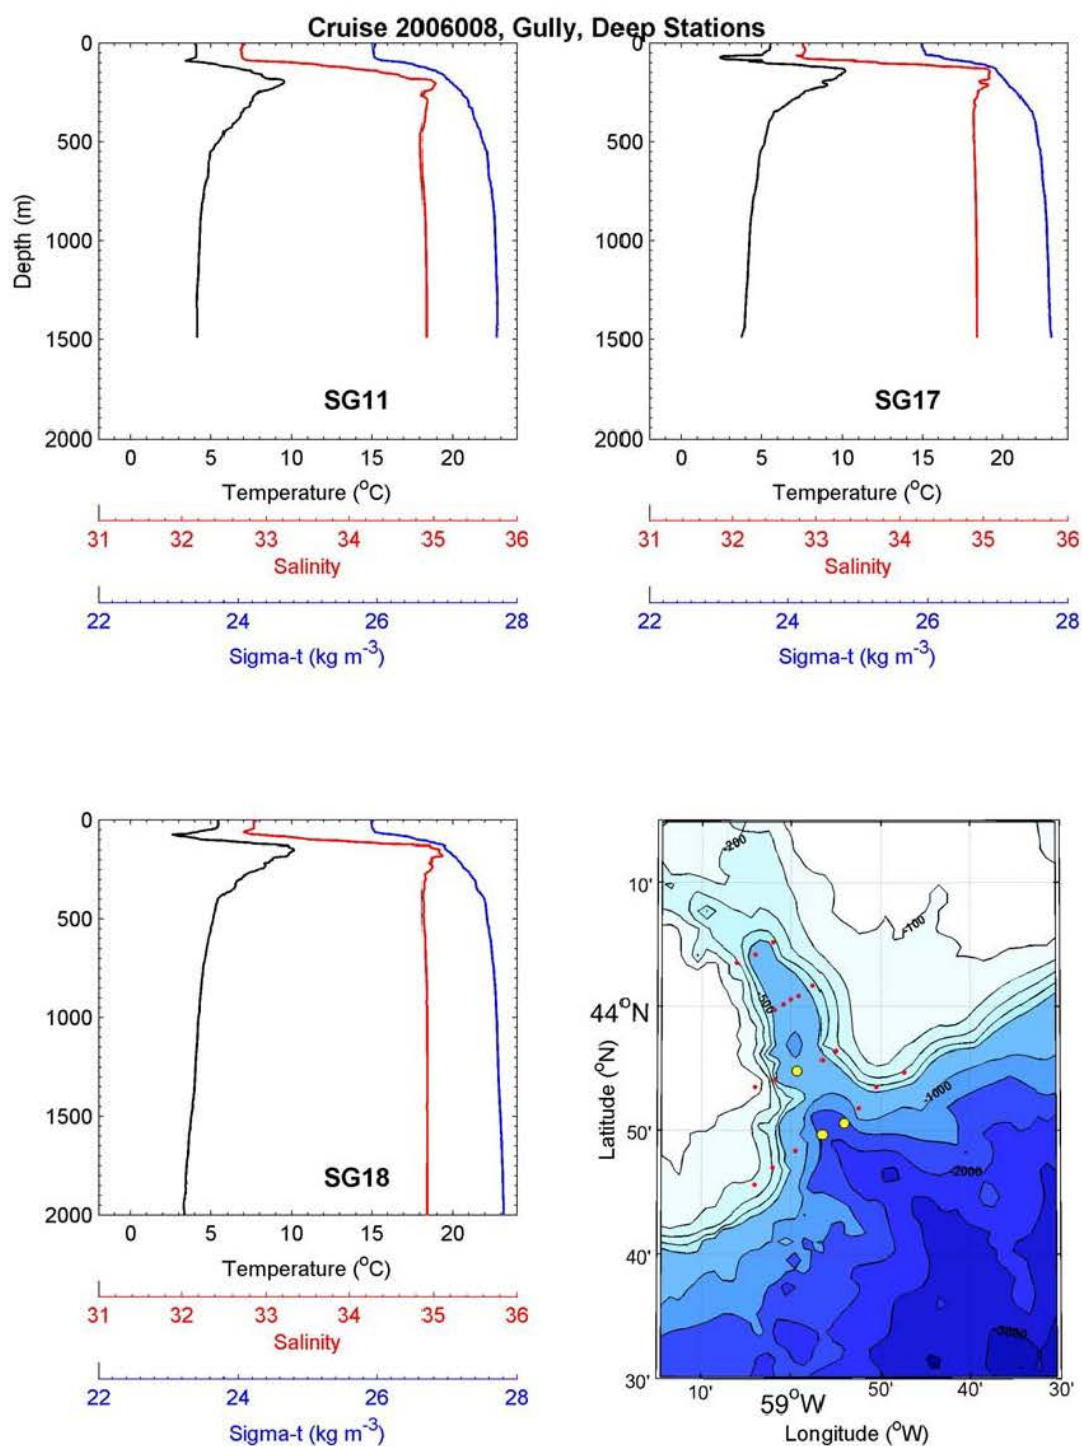 Cruise 2006008, Gully, Deep Stations
0
500
1000
1500
2000
Depth (m)
SG11
0 5 10 15 20
Temperature (°C)
31 32 33 34 35 36
Salinity
22 24 26 28
Sigma-t (kg m⁻³)
0
500
1000
1500
2000
SG17
0 5 10 15 20
Temperature (°C)
31 32 33 34 35 36
Salinity
22 24 26 28
Sigma-t (kg m⁻³)
0
500
1000
1500
2000
SG18
0 5 10 15 20
Temperature (°C)
31 32 33 34 35 36
Salinity
22 24 26 28
Sigma-t (kg m⁻³)
-200
10'
-100
-500
44°N
-1000
50'
-2000
40'
-3000
30'
Latitude (°N)
10' 59°W 50' 40' 30'
Longitude (°W)